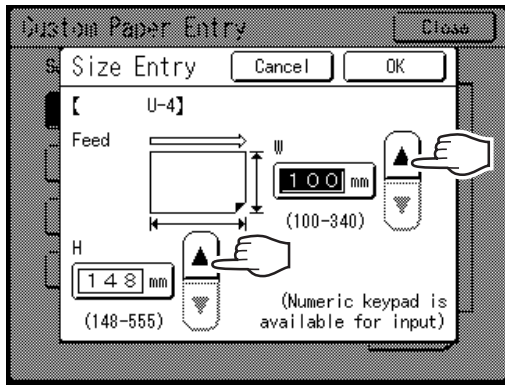 Custom Paper Entry
Close
Size Entry
Cancel
OK
【 U-4】
Feed
W
100 mm
(100-340)
H
148 mm
(148-555)
(Numeric keypad is
available for input)